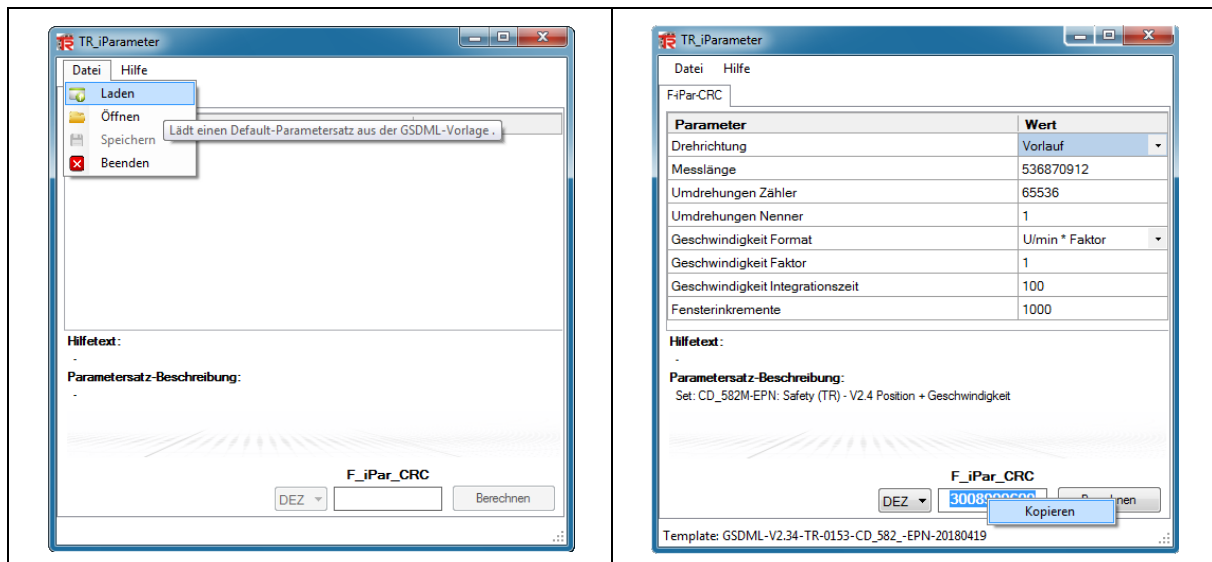 TR_iParameter
Datei Hilfe
Laden
Öffnen
Lädt einen Default-Parametersatz aus der GSDML-Vorlage .
Speichern
Beenden
Hilfetext:
-
Parametersatz-Beschreibung:
-
F_iPar_CRC
DEZ
Berechnen
TR_iParameter
Datei Hilfe
F-iPar-CRC
Parameter Wert
Drehrichtung Vorlauf
Messlänge 536870912
Umdrehungen Zähler 65536
Umdrehungen Nenner 1
Geschwindigkeit Format U/min * Faktor
Geschwindigkeit Faktor 1
Geschwindigkeit Integrationszeit 100
Fensterinkremente 1000
Hilfetext:
-
Parametersatz-Beschreibung:
Set: CD_582M-EPN: Safety (TR) - V2.4 Position + Geschwindigkeit
F_iPar_CRC
DEZ
Kopieren
Template: GSDML-V2.34-TR-0153-CD_582_-EPN-20180419